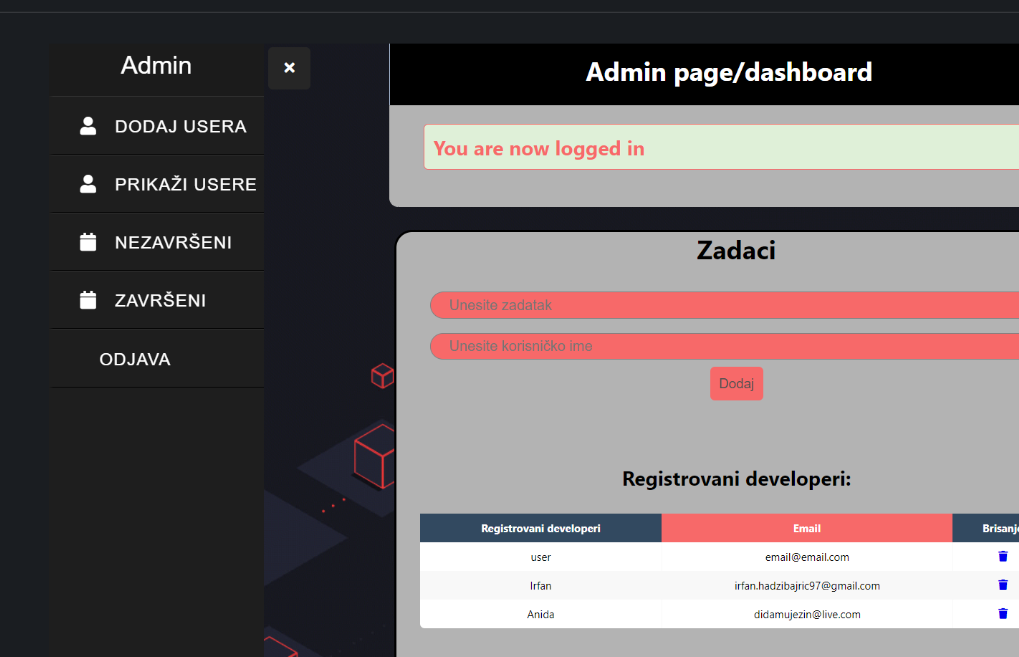 Admin
×
DODAJ USERA
PRIKAŽI USERE
NEZAVRŠENI
ZAVRŠENI
ODJAVA
Admin page/dashboard
You are now logged in
Zadaci
Unesite zadatak
Unesite korisničko ime
Dodaj
Registrovani developeri:
Registrovani developeri Email Brisanje
user email@email.com
Irfan irfan.hadzibajric97@gmail.com
Anida didamujezin@live.com